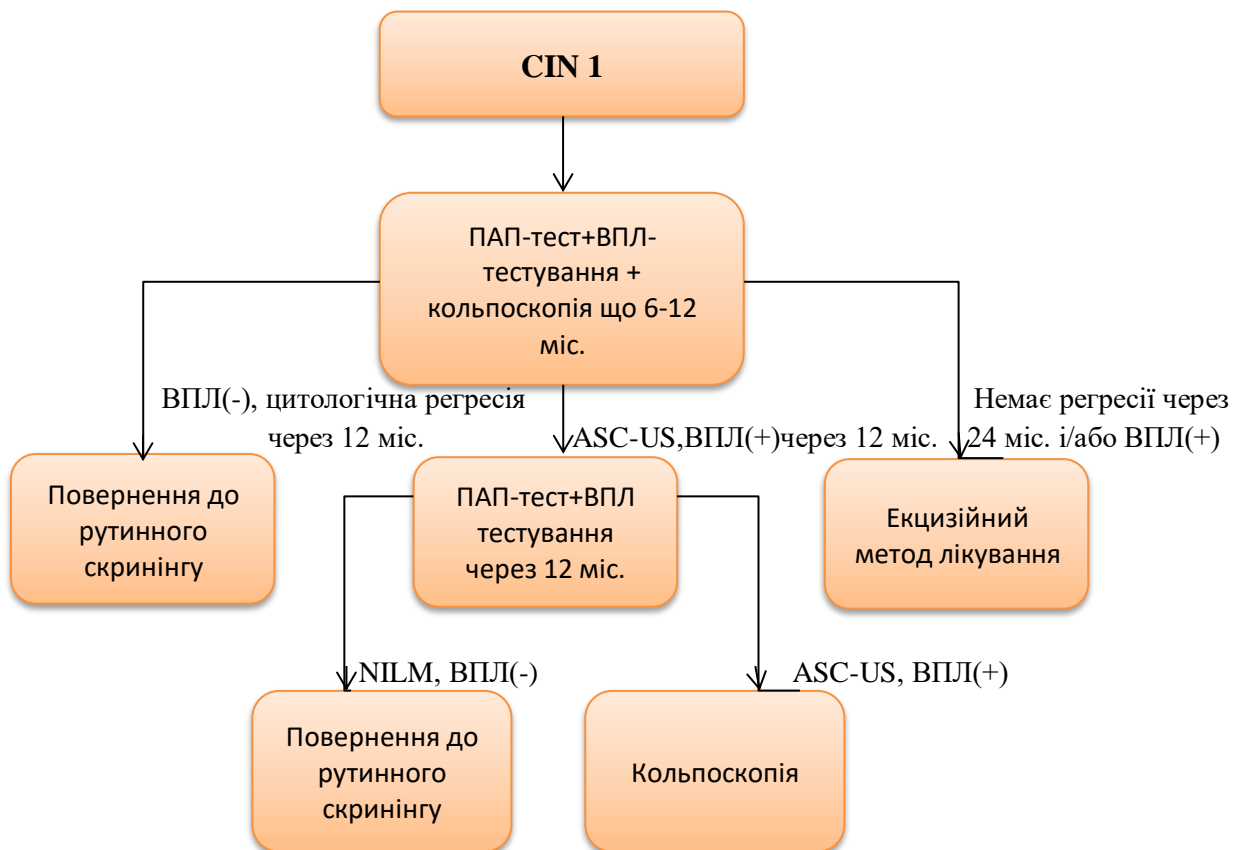 CIN 1
ПАП-тест+ВПЛ-
тестування +
кольпоскопія що 6-12
міс.
ВПЛ(-), цитологічна регресія
через 12 міс.
ASC-US,ВПЛ(+)через 12 міс.
Немає регресії через
24 міс. і/або ВПЛ(+)
Повернення до
рутинного
скринінгу
ПАП-тест+ВПЛ
тестування
через 12 міс.
Ексцизійний
метод лікування
NILM, ВПЛ(-)
ASC-US, ВПЛ(+)
Повернення до
рутинного
скринінгу
Кольпоскопія